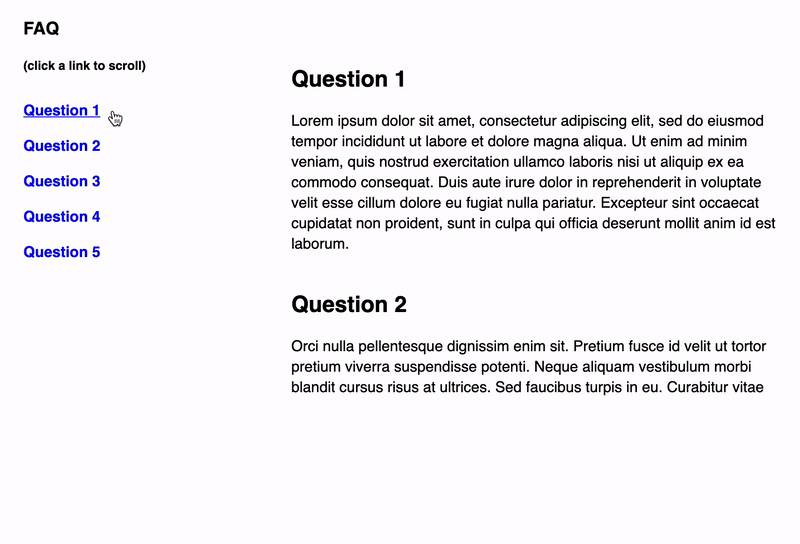 FAQ
(click a link to scroll)
Question 1
Question 2
Question 3
Question 4
Question 5
Question 1
Lorem ipsum dolor sit amet, consectetur adipiscing elit, sed do eiusmod
tempor incididunt ut labore et dolore magna aliqua. Ut enim ad minim
veniam, quis nostrud exercitation ullamco laboris nisi ut aliquip ex ea
commodo consequat. Duis aute irure dolor in reprehenderit in voluptate
velit esse cillum dolore eu fugiat nulla pariatur. Excepteur sint occaecat
cupidatat non proident, sunt in culpa qui officia deserunt mollit anim id est
laborum.
Question 2
Orci nulla pellentesque dignissim enim sit. Pretium fusce id velit ut tortor
pretium viverra suspendisse potenti. Neque aliquam vestibulum morbi
blandit cursus risus at ultrices. Sed faucibus turpis in eu. Curabitur vitae